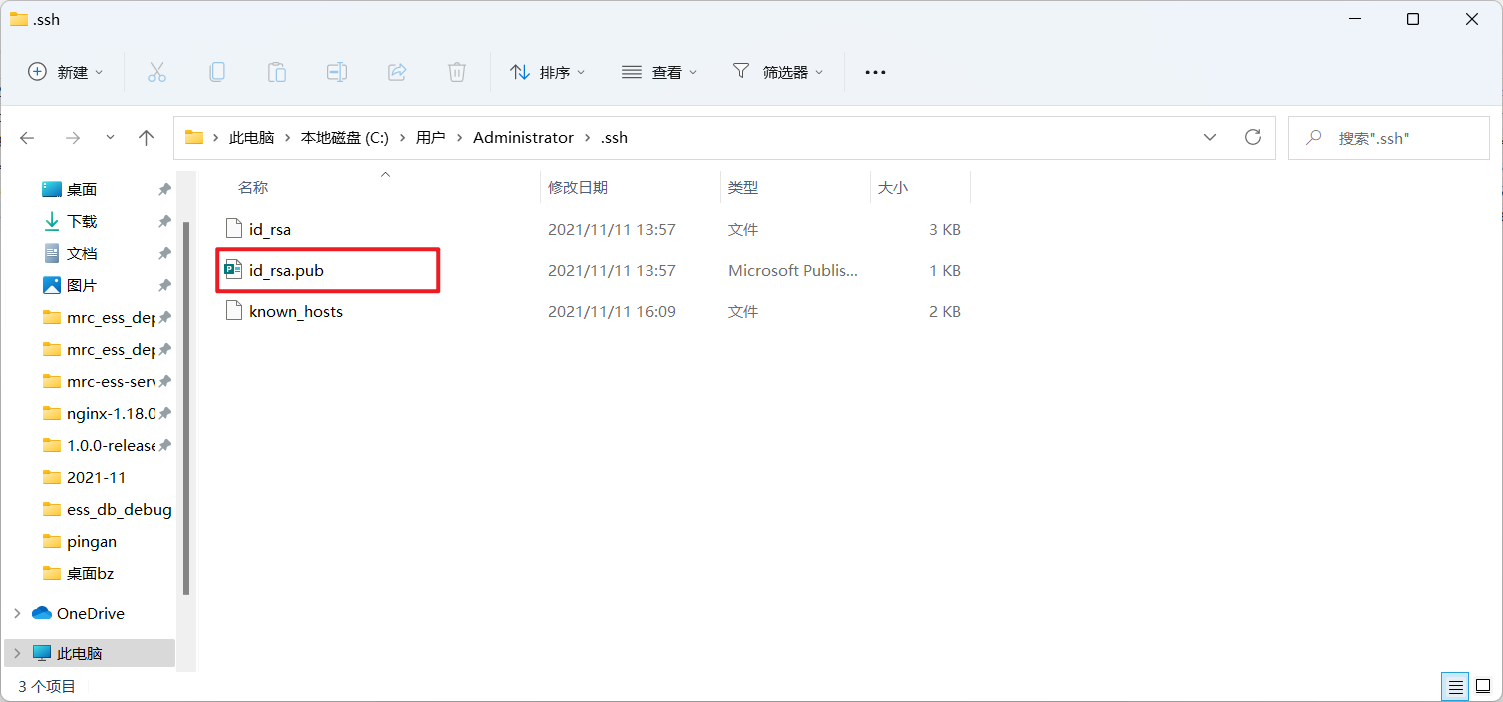 .ssh
新建 排序 查看 筛选器
此电脑 本地磁盘 (C:) 用户 Administrator .ssh 搜索".ssh"
桌面
下载
文档
图片
mrc_ess_dep
mrc_ess_dep
mrc-ess-serv
nginx-1.18.0
1.0.0-release
2021-11
ess_db_debug
pingan
桌面bz
OneDrive
此电脑
名称 修改日期 类型 大小
id_rsa 2021/11/11 13:57 文件 3 KB
id_rsa.pub 2021/11/11 13:57 Microsoft Publis... 1 KB
known_hosts 2021/11/11 16:09 文件 2 KB
3 个项目